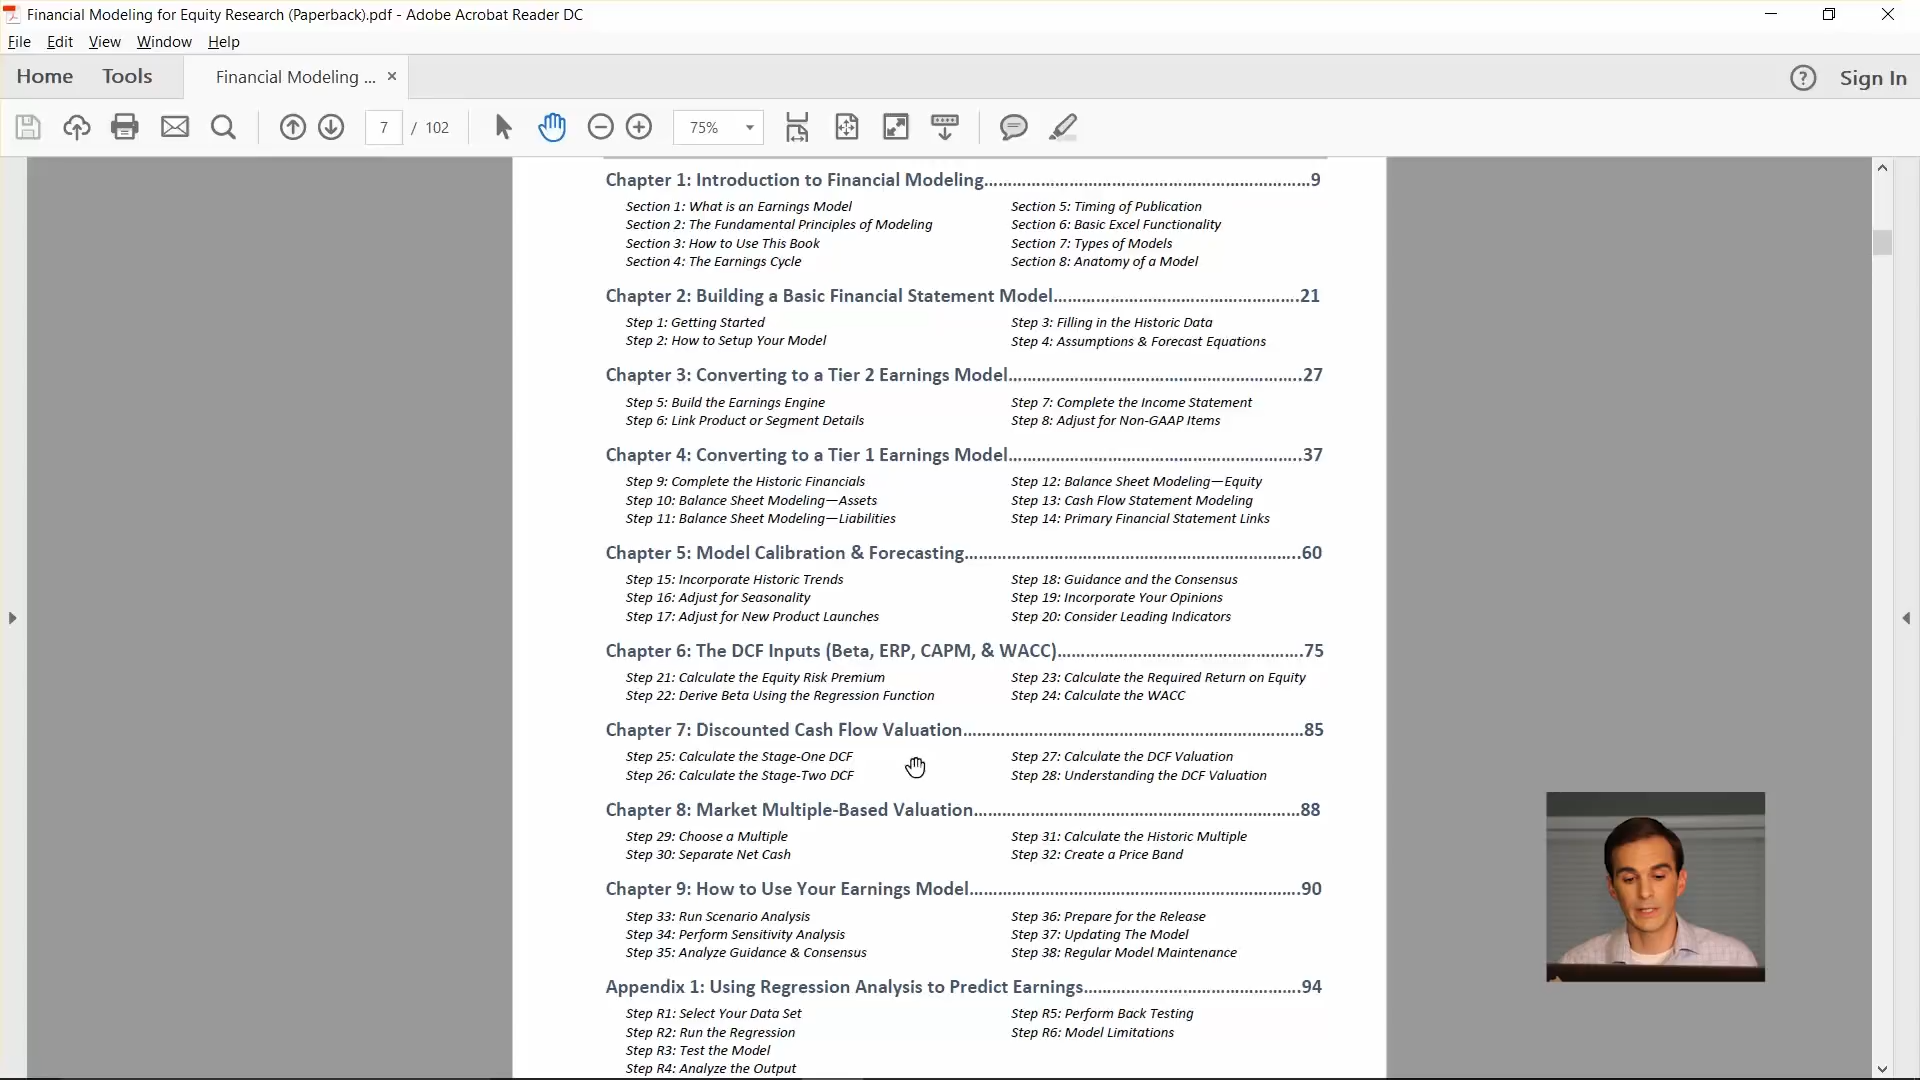 Financial Modeling for Equity Research (Paperback).pdf - Adobe Acrobat Reader DC
File Edit View Window Help
Home Tools Financial Modeling ... × ? Sign In
7 / 102 75%
Chapter 1: Introduction to Financial Modeling....................................................................9
Section 1: What is an Earnings Model
Section 2: The Fundamental Principles of Modeling
Section 3: How to Use This Book
Section 4: The Earnings Cycle
Section 5: Timing of Publication
Section 6: Basic Excel Functionality
Section 7: Types of Models
Section 8: Anatomy of a Model
Chapter 2: Building a Basic Financial Statement Model...................................................21
Step 1: Getting Started
Step 2: How to Setup Your Model
Step 3: Filling in the Historic Data
Step 4: Assumptions & Forecast Equations
Chapter 3: Converting to a Tier 2 Earnings Model.............................................................27
Step 5: Build the Earnings Engine
Step 6: Link Product or Segment Details
Step 7: Complete the Income Statement
Step 8: Adjust for Non-GAAP Items
Chapter 4: Converting to a Tier 1 Earnings Model.............................................................37
Step 9: Complete the Historic Financials
Step 10: Balance Sheet Modeling—Assets
Step 11: Balance Sheet Modeling—Liabilities
Step 12: Balance Sheet Modeling—Equity
Step 13: Cash Flow Statement Modeling
Step 14: Primary Financial Statement Links
Chapter 5: Model Calibration & Forecasting......................................................................60
Step 15: Incorporate Historic Trends
Step 16: Adjust for Seasonality
Step 17: Adjust for New Product Launches
Step 18: Guidance and the Consensus
Step 19: Incorporate Your Opinions
Step 20: Consider Leading Indicators
Chapter 6: The DCF Inputs (Beta, ERP, CAPM, & WACC)...................................................75
Step 21: Calculate the Equity Risk Premium
Step 22: Derive Beta Using the Regression Function
Step 23: Calculate the Required Return on Equity
Step 24: Calculate the WACC
Chapter 7: Discounted Cash Flow Valuation.......................................................................85
Step 25: Calculate the Stage-One DCF
Step 26: Calculate the Stage-Two DCF
Step 27: Calculate the DCF Valuation
Step 28: Understanding the DCF Valuation
Chapter 8: Market Multiple-Based Valuation....................................................................88
Step 29: Choose a Multiple
Step 30: Separate Net Cash
Step 31: Calculate the Historic Multiple
Step 32: Create a Price Band
Chapter 9: How to Use Your Earnings Model.....................................................................90
Step 33: Run Scenario Analysis
Step 34: Perform Sensitivity Analysis
Step 35: Analyze Guidance & Consensus
Step 36: Prepare for the Release
Step 37: Updating The Model
Step 38: Regular Model Maintenance
Appendix 1: Using Regression Analysis to Predict Earnings.............................................94
Step R1: Select Your Data Set
Step R2: Run the Regression
Step R3: Test the Model
Step R4: Analyze the Output
Step R5: Perform Back Testing
Step R6: Model Limitations